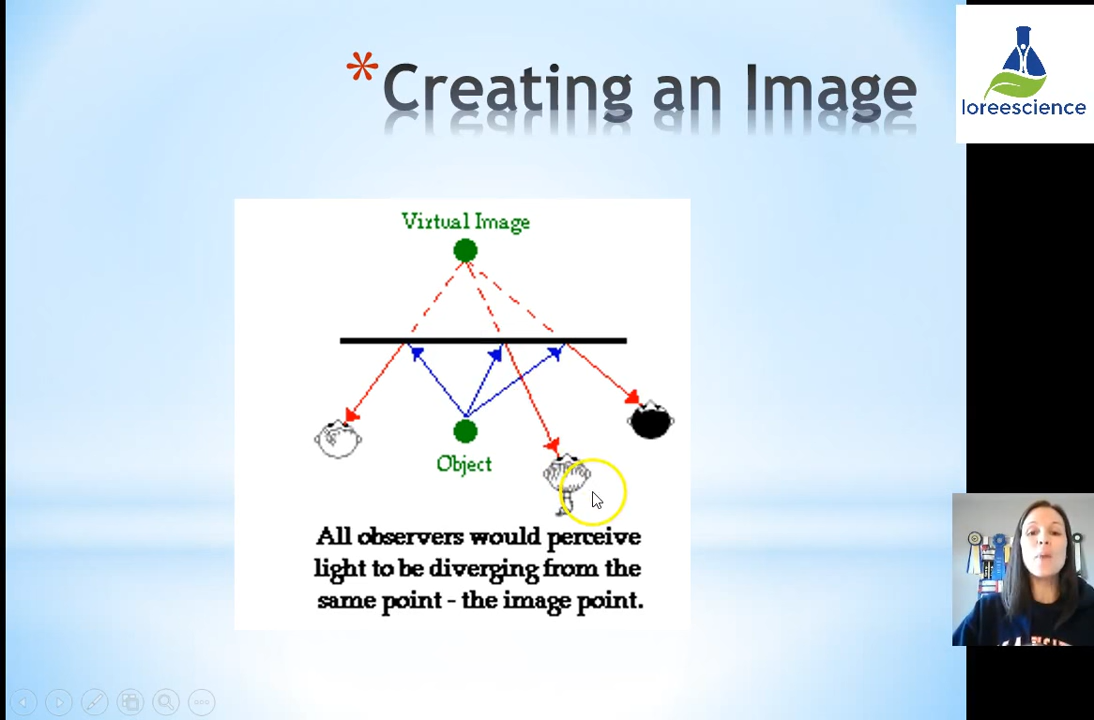 *Creating an Image
loreescience
Virtual Image
Object
All observers would perceive
light to be diverging from the
same point - the image point.